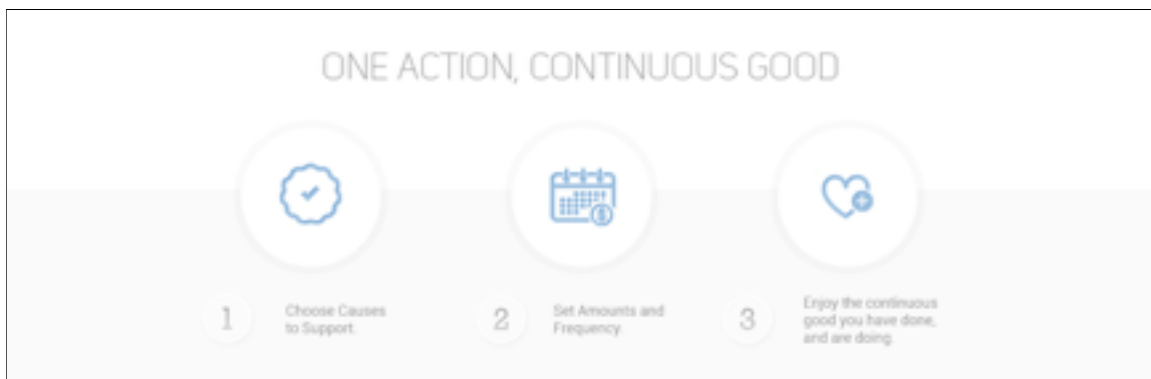 ONE ACTION, CONTINUOUS GOOD
1
Choose Causes
to Support.
2
Set Amounts and
Frequency.
3
Enjoy the continuous
good you have done,
and are doing.